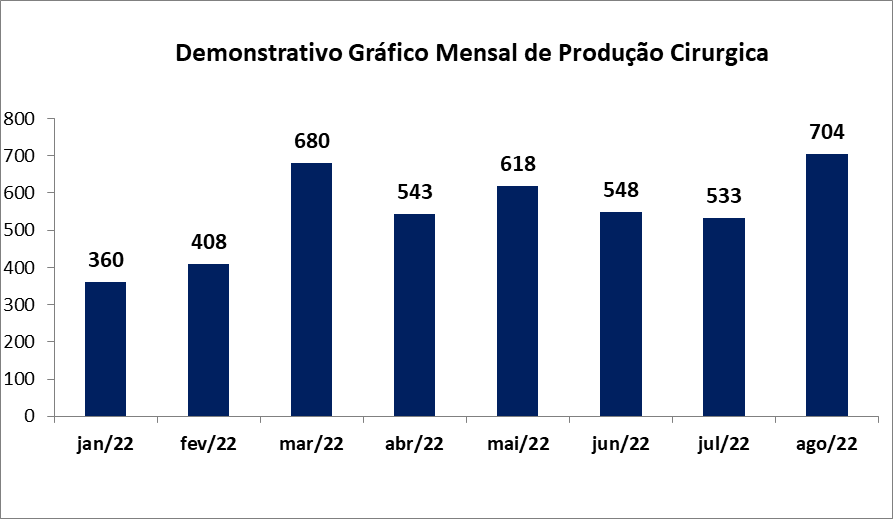 Demonstrativo Gráfico Mensal de Produção Cirurgica
800
700
600
500
400
300
200
100
0
360
408
680
543
618
548
533
704
jan/22
fev/22
mar/22
abr/22
mai/22
jun/22
jul/22
ago/22